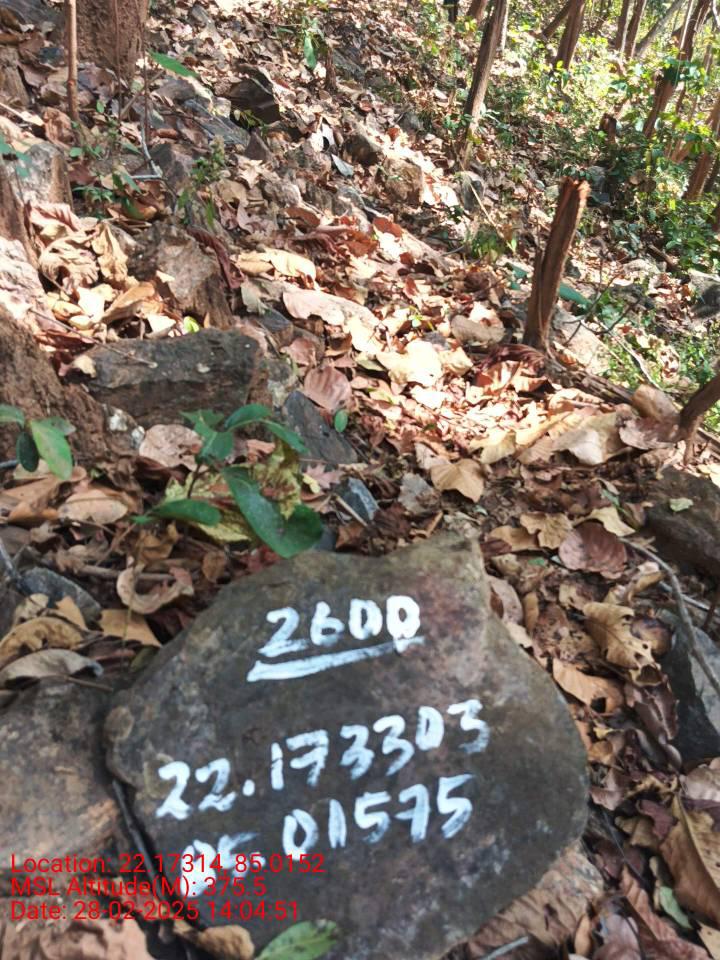 2600
22.173303
85.01575
Location: 22.17314, 85.0152
MSL Altitude(M): 375.5
Date: 28-02-2025 14:04:51